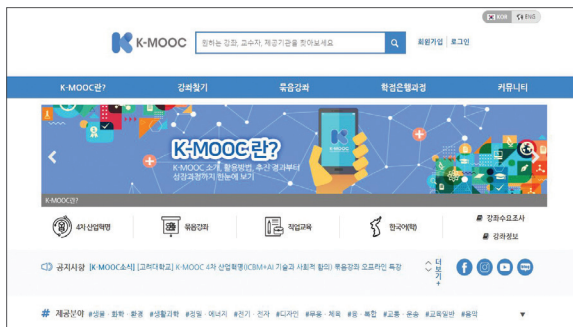 KOR ENG
K-MOOC
원하는 강좌, 교수자, 제공기관을 찾아보세요
회원가입 로그인
K-MOOC란? 강좌찾기 묶음강좌 학점은행과정 커뮤니티
K-MOOC란?
K-MOOC 소개, 활용방법, 추진 경과부터
성장과정까지 한눈에 보기
K-MOOC
K-MOOC란?
4차 산업혁명 묶음강좌 직업교육 한국어(학)
강좌수요조사
강좌정보
공지사항 [K-MOOC소식] [고려대학교] K-MOOC 4차 산업혁명(ICBM+AI 기술과 사회적 함의) 묶음강좌 오프라인 특강
더보기+
# 제공분야 #생물·화학·환경 #생활과학 #정밀·에너지 #전기·전자 #디자인 #무용·체육 #응·복합 #교통·운송 #교육일반 #음악